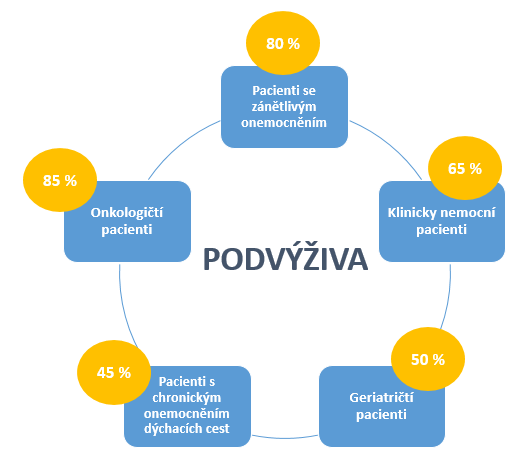 80 %
Pacienti se
zánětlivým
onemocněním
65 %
Klinicky nemocní
pacienti
50 %
Geriatričtí
pacienti
45 %
Pacienti s
chronickým
onemocněním
dýchacích cest
85 %
Onkologičtí
pacienti
PODVÝŽIVA